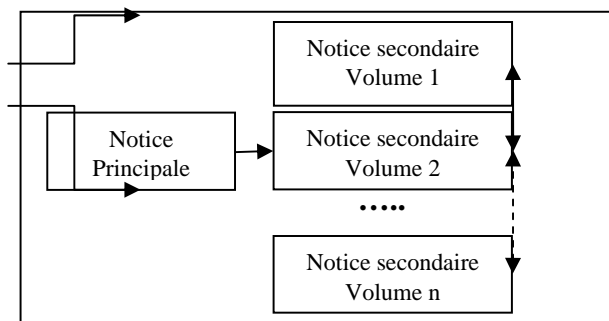 Notice secondaire
Volume 1
Notice
Principale
Notice secondaire
Volume 2
…..
Notice secondaire
Volume n